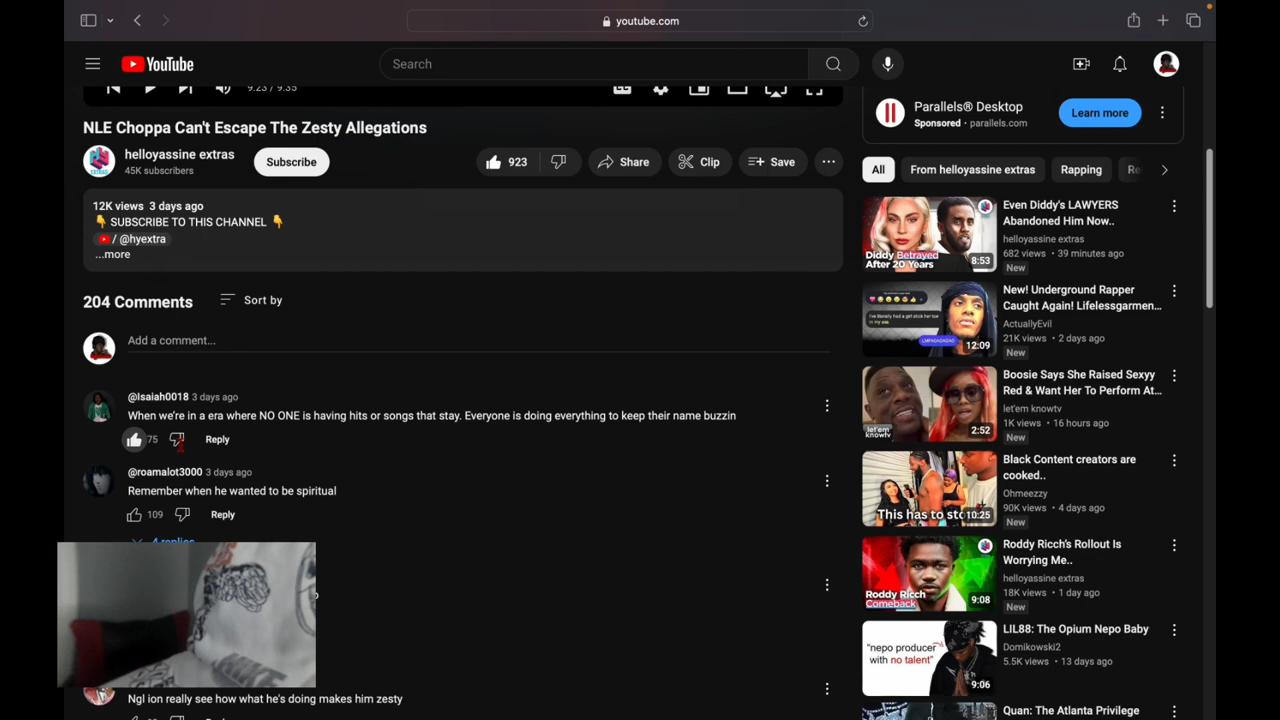 youtube.com
YouTube
Search
9:23 / 9:35
NLE Choppa Can't Escape The Zesty Allegations
helloyassine extras
45K subscribers
Subscribe
923
Share
Clip
Save
12K views 3 days ago
👇 SUBSCRIBE TO THIS CHANNEL 👇
/ @hyextra
...more
204 Comments
Sort by
Add a comment...
@Isaiah0018 3 days ago
When we're in a era where NO ONE is having hits or songs that stay. Everyone is doing everything to keep their name buzzin
75
Reply
@roamalot3000 3 days ago
Remember when he wanted to be spiritual
109
Reply
4 replies
Ngl ion really see how what he's doing makes him zesty
Parallels® Desktop
Sponsored · parallels.com
Learn more
All
From helloyassine extras
Rapping
Re
Diddy Betrayed
After 20 Years
8:53
Even Diddy's LAWYERS
Abandoned Him Now..
helloyassine extras
682 views · 39 minutes ago
New
12:09
New! Underground Rapper
Caught Again! Lifelessgarmen...
ActuallyEvil
21K views · 2 days ago
New
let'em
knowtv
2:52
Boosie Says She Raised Sexyy
Red & Want Her To Perform At...
let'em knowtv
1K views · 16 hours ago
New
This has to sto
10:25
Black Content creators are
cooked..
Ohmeezzy
90K views · 4 days ago
New
Roddy Ricch
Comeback
9:08
Roddy Ricch's Rollout Is
Worrying Me..
helloyassine extras
18K views · 1 day ago
New
"nepo producer
with no talent"
9:06
LIL88: The Opium Nepo Baby
Domikowski2
5.5K views · 13 days ago
Quan: The Atlanta Privilege